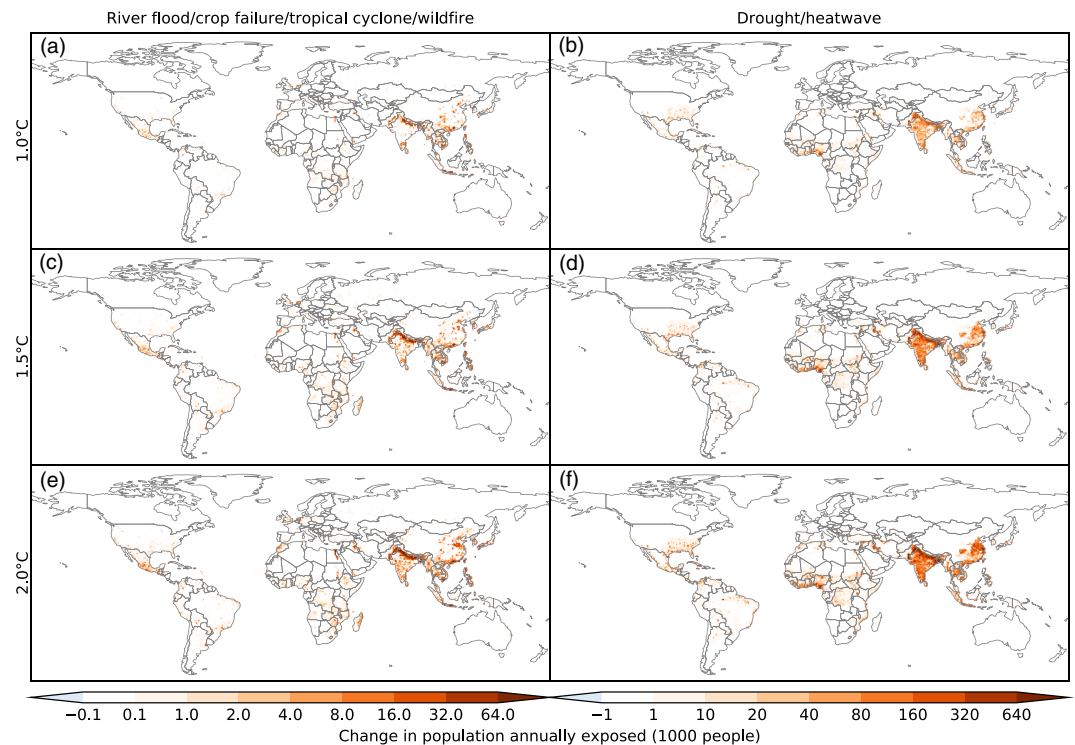 River flood/crop failure/tropical cyclone/wildfire
Drought/heatwave
(a)
(b)
1.0°C
(c)
(d)
1.5°C
(e)
(f)
2.0°C
−0.1 0.1 1.0 2.0 4.0 8.0 16.0 32.0 64.0
−1 1 10 20 40 80 160 320 640
Change in population annually exposed (1000 people)